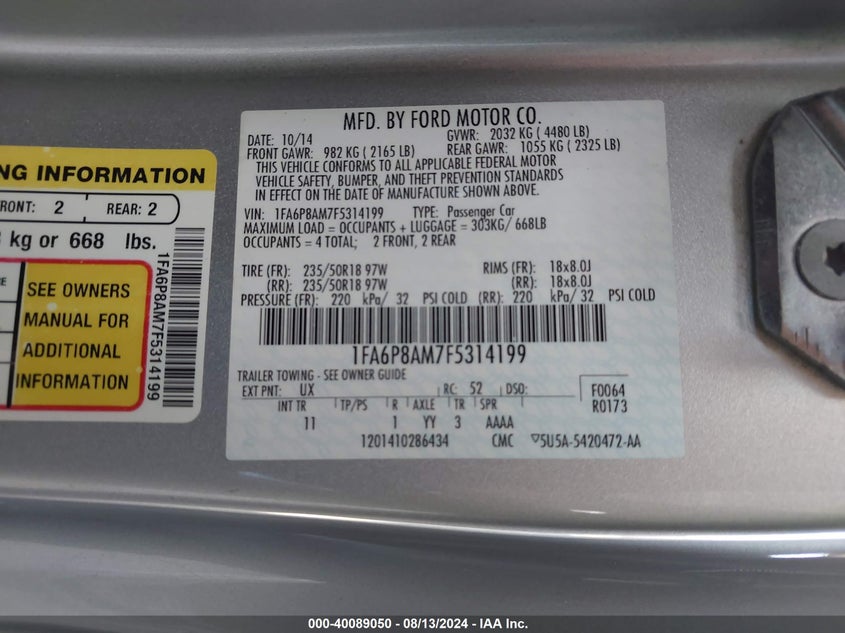 MFD. BY FORD MOTOR CO.
DATE: 10/14 GVWR: 2032 KG ( 4480 LB)
FRONT GAWR: 982 KG ( 2165 LB) REAR GAWR: 1055 KG ( 2325 LB)
THIS VEHICLE CONFORMS TO ALL APPLICABLE FEDERAL MOTOR
VEHICLE SAFETY, BUMPER, AND THEFT PREVENTION STANDARDS
IN EFFECT ON THE DATE OF MANUFACTURE SHOWN ABOVE.
VIN: 1FA6P8AM7F5314199 TYPE: Passenger Car
MAXIMUM LOAD = OCCUPANTS + LUGGAGE = 303KG/ 668LB
OCCUPANTS = 4 TOTAL; 2 FRONT, 2 REAR
TIRE (FR): 235/50R18 97W RIMS (FR): 18x8.0J
(RR): 235/50R18 97W (RR): 18x8.0J
PRESSURE (FR): 220 kPa/ 32 PSI COLD (RR): 220 kPa/ 32 PSI COLD
1FA6P8AM7F5314199
TRAILER TOWING - SEE OWNER GUIDE
EXT PNT: UX RC: 52 DSO: F0064
INT TR TP/PS R AXLE TR SPR R0173
11 1 YY 3 AAAA
1201410286434 CMC ▽5U5A-5420472-AA
NG INFORMATION
FRONT: 2 REAR: 2
kg or 668 lbs.
SEE OWNERS
MANUAL FOR
ADDITIONAL
INFORMATION
1FA6P8AM7F5314199
000-40089050 - 08/13/2024 - IAA Inc.